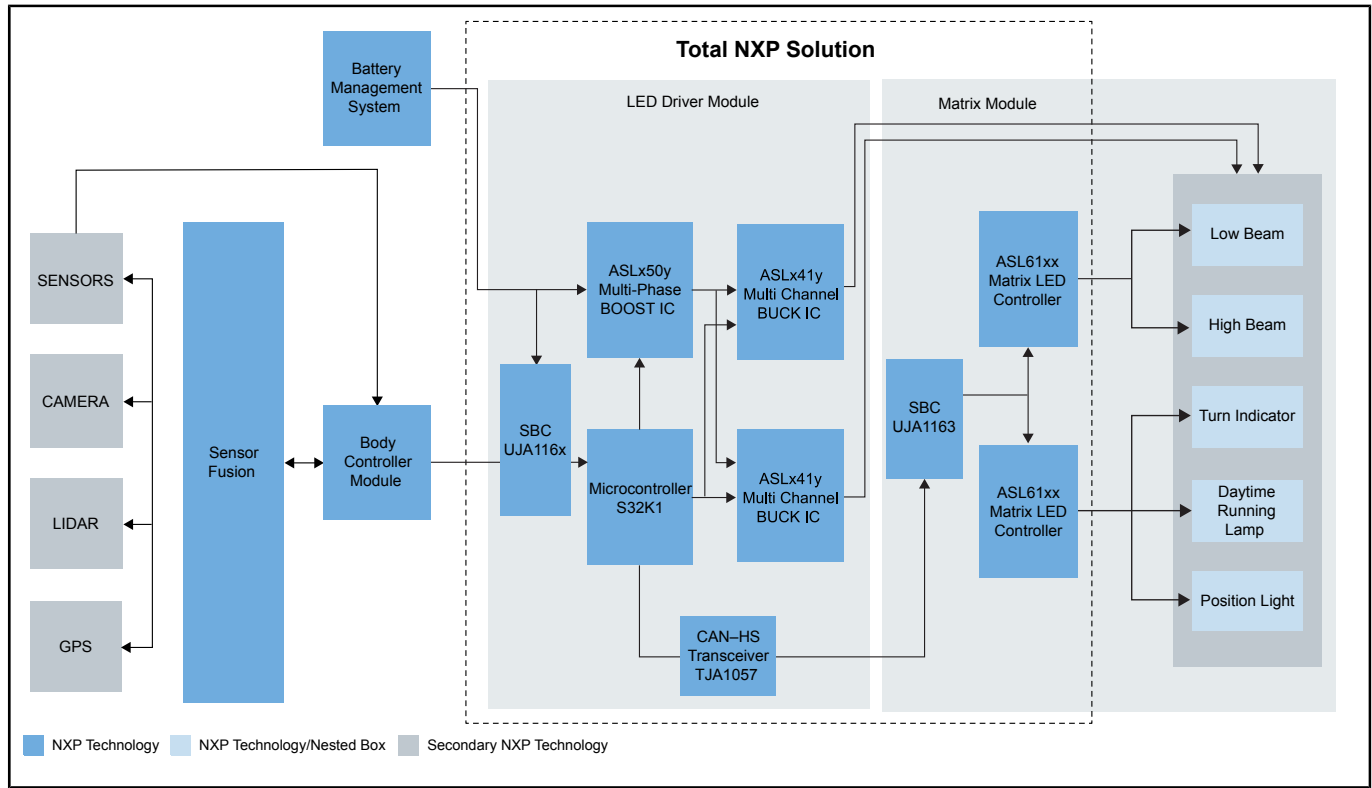 Total NXP Solution
Battery
Management
System
LED Driver Module
Matrix Module
SENSORS
CAMERA
LIDAR
GPS
Sensor
Fusion
Body
Controller
Module
SBC
UJA116x
ASLx50y
Multi-Phase
BOOST IC
Microcontroller
S32K1
ASLx41y
Multi Channel
BUCK IC
ASLx41y
Multi Channel
BUCK IC
CAN–HS
Transceiver
TJA1057
SBC
UJA1163
ASL61xx
Matrix LED
Controller
ASL61xx
Matrix LED
Controller
Low Beam
High Beam
Turn Indicator
Daytime
Running
Lamp
Position Light
NXP Technology
NXP Technology/Nested Box
Secondary NXP Technology